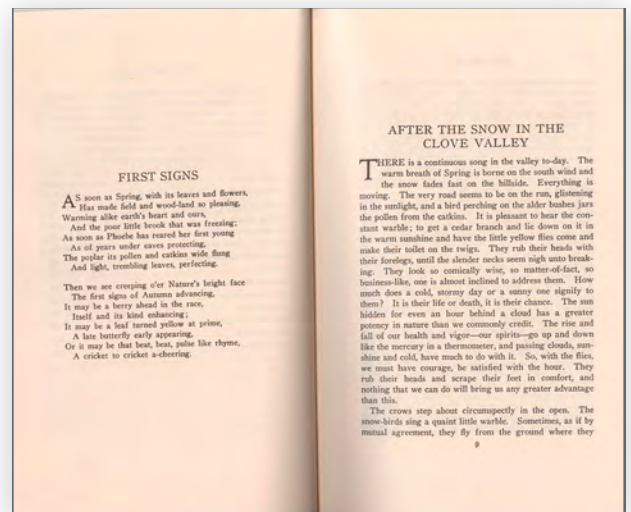 FIRST SIGNS
AS soon as Spring, with its leaves and flowers,
Has made field and wood-land so pleasing,
Warming alike earth's heart and ours,
And the poor little brook that was freezing;
As soon as Phoebe has reared her first young
As of years under eaves protecting,
The poplar its pollen and catkins wide flung
And light, trembling leaves, perfecting.
Then we see creeping o'er Nature's bright face
The first signs of Autumn advancing,
It may be a berry ahead in the race,
Itself and its kind enhancing;
It may be a leaf turned yellow at prime,
A late butterfly early appearing,
Or it may be that beat, beat, pulse like rhyme,
A cricket to cricket a-cheering.
AFTER THE SNOW IN THE
CLOVE VALLEY
THERE is a continuous song in the valley to-day. The
warm breath of Spring is borne on the south wind and
the snow fades fast on the hillside. Everything is
moving. The very road seems to be on the run, glistening
in the sunlight, and a bird perching on the alder bushes jars
the pollen from the catkins. It is pleasant to hear the con-
stant warble; to get a cedar branch and lie down on it in
the warm sunshine and have the little yellow flies come and
make their toilet on the twigs. They rub their heads with
their forelegs, until the slender necks seem nigh unto break-
ing. They look so comically wise, so matter-of-fact, so
business-like, one is almost inclined to address them. How
much does a cold, stormy day or a sunny one signify to
them? It is their life or death, it is their chance. The sun
hidden for even an hour behind a cloud has a greater
potency in nature than we commonly credit. The rise and
fall of our health and vigor—our spirits—go up and down
like the mercury in a thermometer, and passing clouds, sun-
shine and cold, have much to do with it. So, with the flies,
we must have courage, be satisfied with the hour. They
rub their heads and scrape their feet in comfort, and
nothing that we can do will bring us any greater advantage
than this.
The crows step about circumspectly in the open. The
snow-birds sing a quaint little warble. Sometimes, as if by
mutual agreement, they fly from the ground where they
9